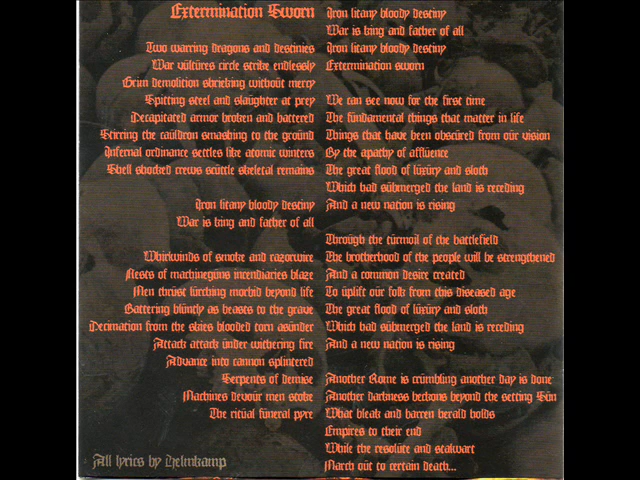 Extermination Sworn
Two warring dragons and destinies
War vultures circle strike endlessly
Grim demolition shrieking without mercy
Spitting steel and slaughter at prey
Decapitated armor broken and battered
Stirring the cauldron smashing to the ground
Infernal ordinance settles like atomic winters
Shell shocked crews scuttle skeletal remains
Iron litany bloody destiny
War is king and father of all
Whirlwinds of smoke and razorwire
Nests of machineguns incendiaries blaze
Men thrust lurching morbid beyond life
Battering bluntly as beasts to the grave
Decimation from the skies blooded torn asunder
Attack attack under withering fire
Advance into cannon splintered
Serpents of demise
Machines devour men stoke
The ritual funeral pyre
All lyrics by Helmkamp
Iron litany bloody destiny
War is king and father of all
Iron litany bloody destiny
Extermination sworn
We can see now for the first time
The fundamental things that matter in life
Things that have been obscured from our vision
By the apathy of affluence
The great flood of luxury and sloth
Which had submerged the land is receding
And a new nation is rising
Through the turmoil of the battlefield
The brotherhood of the people will be strengthened
And a common desire created
To uplift our folk from this diseased age
The great flood of luxury and sloth
Which had submerged the land is receding
And a new nation is rising
Another Rome is crumbling another day is done
Another darkness beckons beyond the setting Sun
What bleak and barren herald holds
Empires to their end
While the resolute and stalwart
March out to certain death...